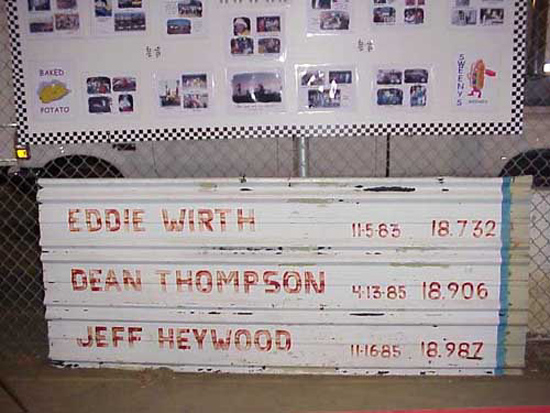 BAKED
POTATO
SWEENY'S
EDDIE WIRTH 11-5-83 18.732
DEAN THOMPSON 4-13-85 18.906
JEFF HEYWOOD 11-16-85 18.987